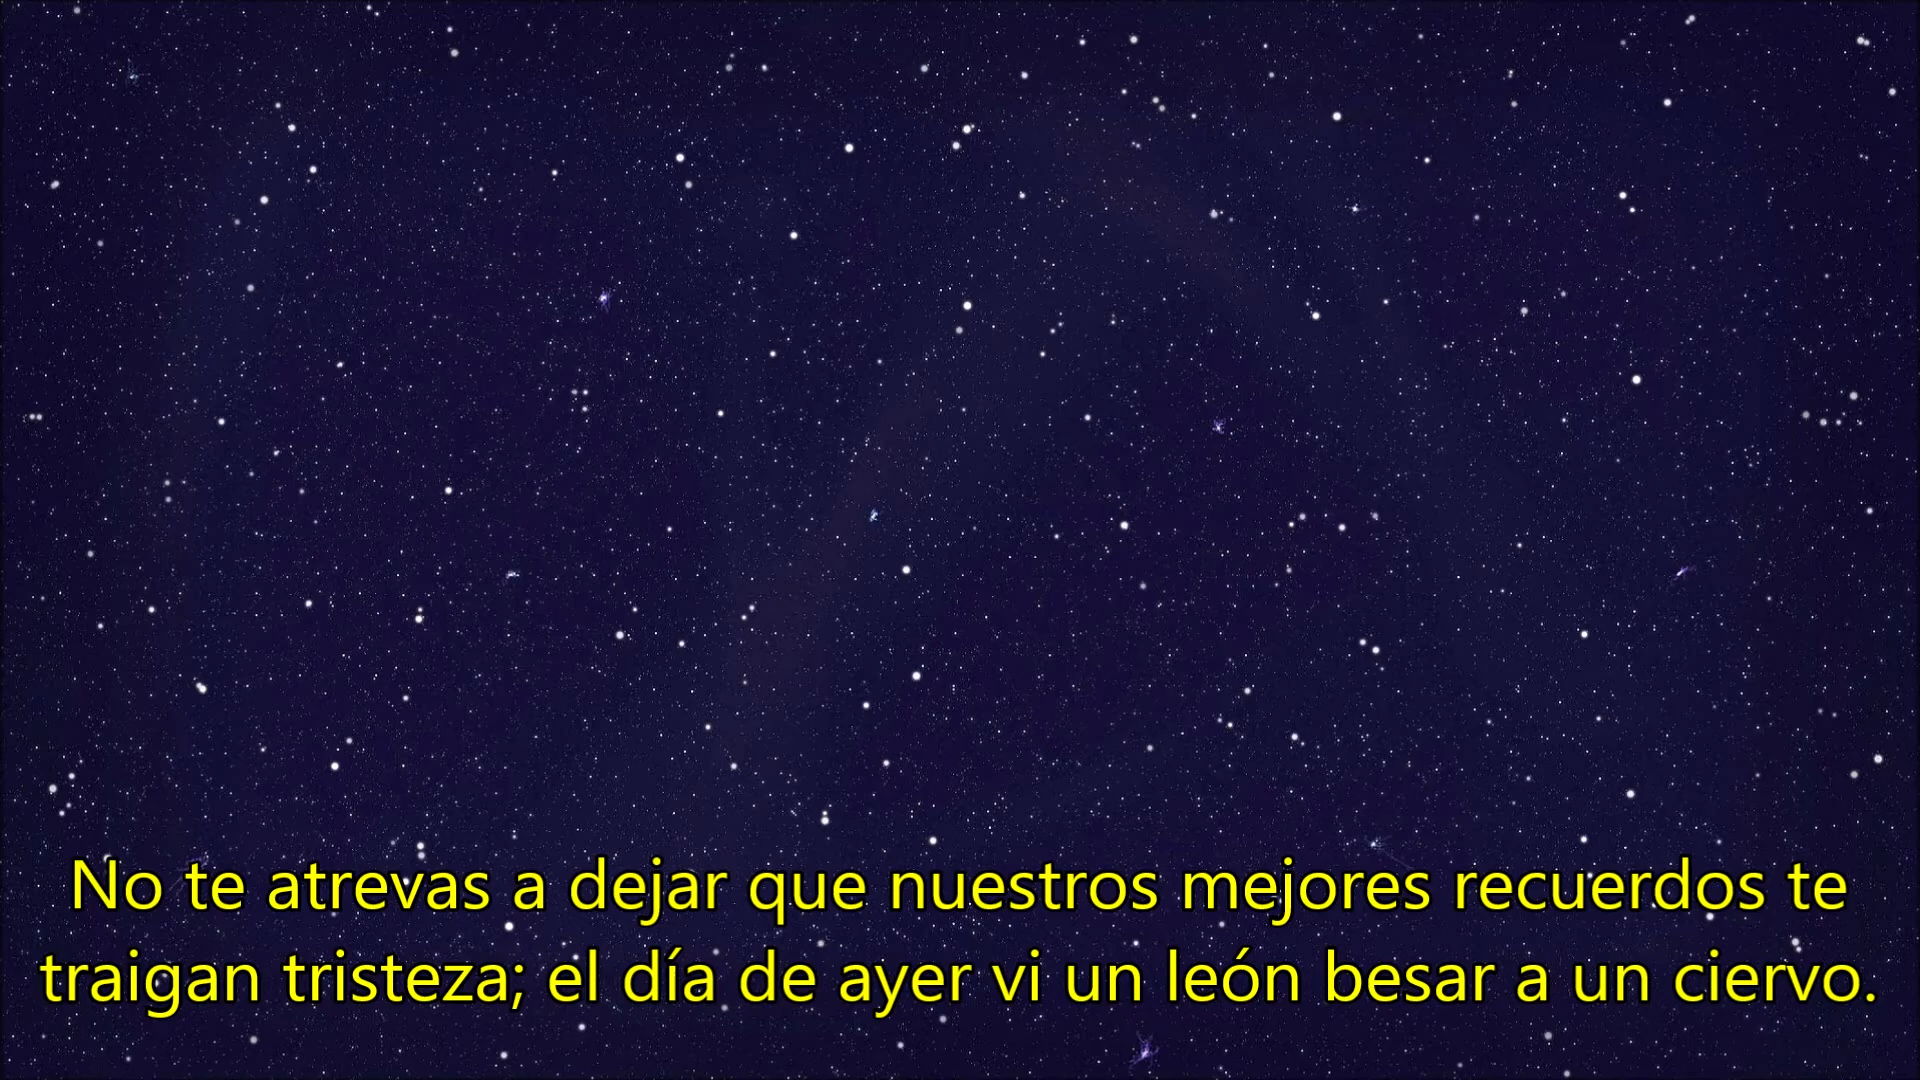 No te atrevas a dejar que nuestros mejores recuerdos te
traigan tristeza; el día de ayer vi un león besar a un ciervo.